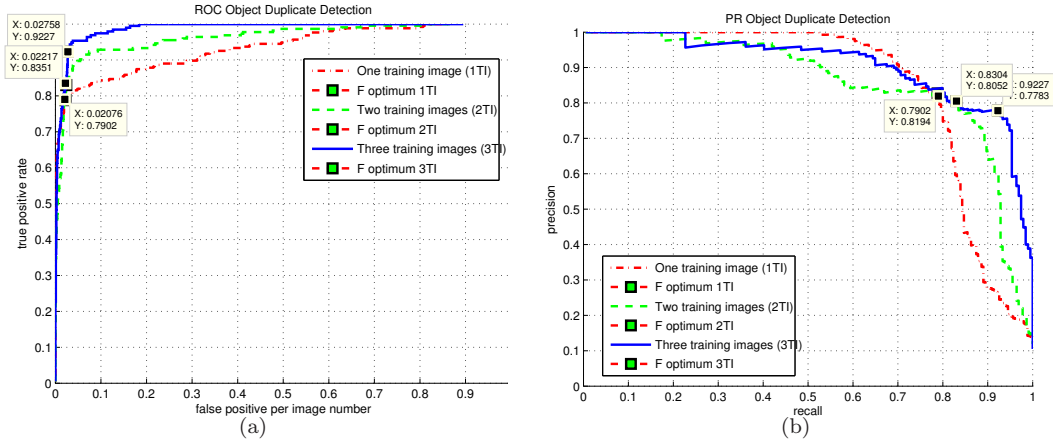 ROC Object Duplicate Detection
X: 0.02758
Y: 0.9227
X: 0.02217
Y: 0.8351
X: 0.02076
Y: 0.7902
true positive rate
1
0.9
0.8
0.7
0.6
0.5
0.4
0.3
0.2
0.1
0
One training image (1TI)
F optimum 1TI
Two training images (2TI)
F optimum 2TI
Three training images (3TI)
F optimum 3TI
0 0.1 0.2 0.3 0.4 0.5 0.6 0.7 0.8 0.9
false positive per image number
(a)
PR Object Duplicate Detection
X: 0.8304
Y: 0.8052
0.9227
Y: 0.7783
X: 0.7902
Y: 0.8194
precision
1
0.9
0.8
0.7
0.6
0.5
0.4
0.3
0.2
0.1
0
One training image (1TI)
F optimum 1TI
Two training images (2TI)
F optimum 2TI
Three training images (3TI)
F optimum 3TI
0 0.1 0.2 0.3 0.4 0.5 0.6 0.7 0.8 0.9 1
recall
(b)